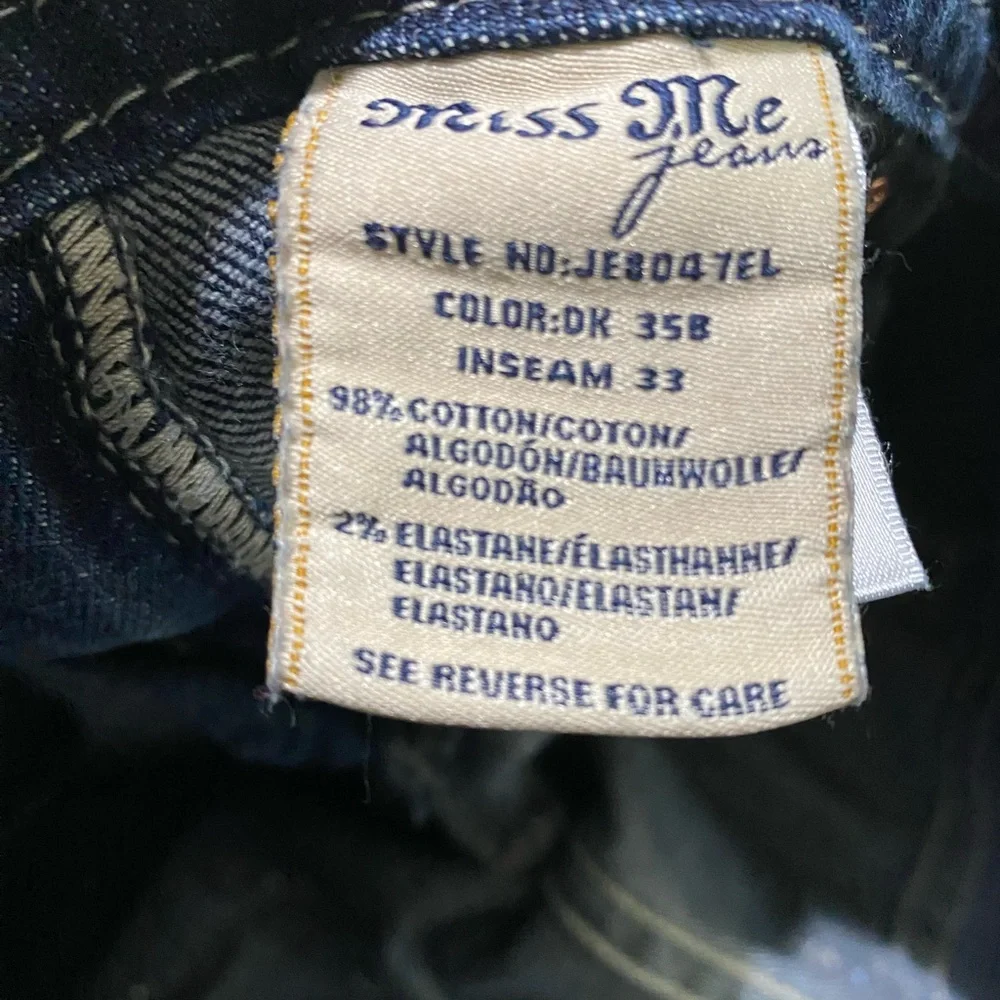 Miss Me
jeans
STYLE NO:JE8047EL
COLOR:DK 35B
INSEAM 33
98% COTTON/COTON/
ALGODÓN/BAUMWOLLE/
ALGODÃO
2% ELASTANE/ÉLASTHANNE/
ELASTANO/ELASTAN/
ELASTANO
SEE REVERSE FOR CARE